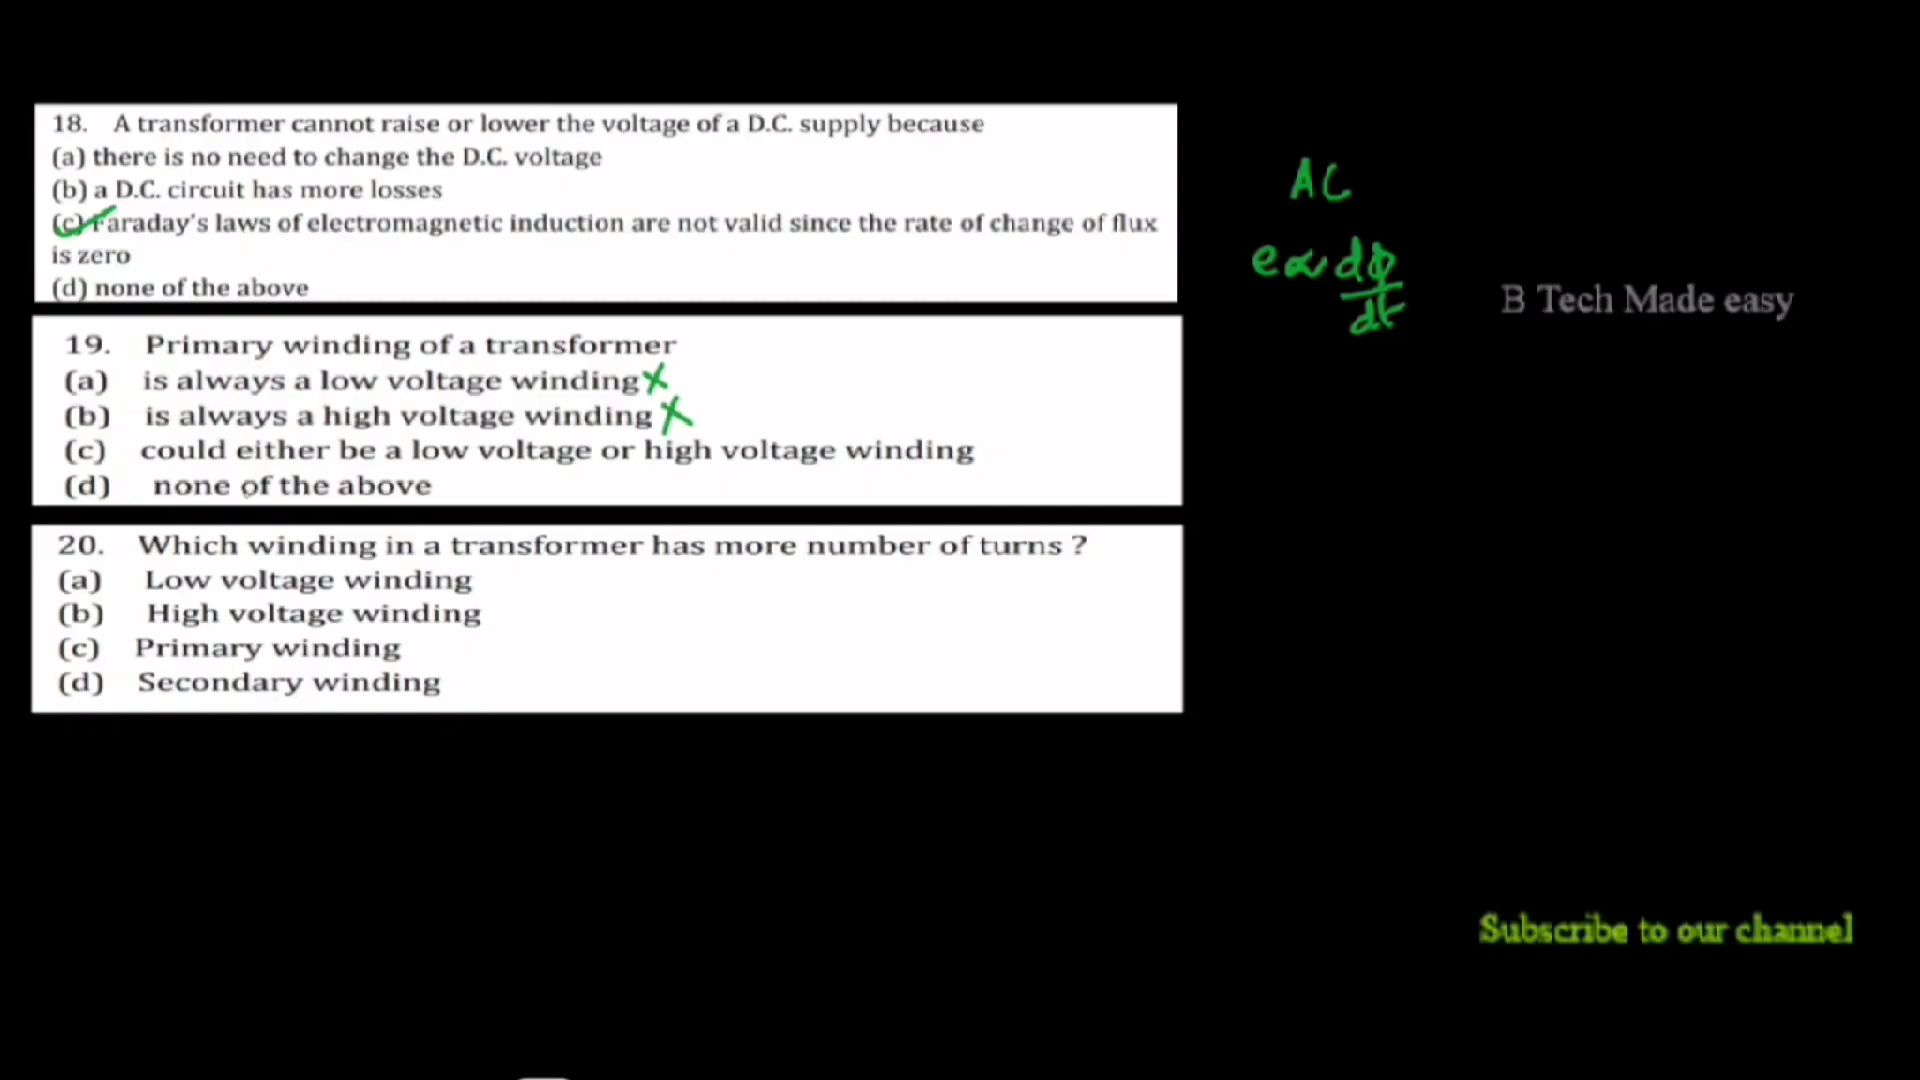 18. A transformer cannot raise or lower the voltage of a D.C. supply because
(a) there is no need to change the D.C. voltage
(b) a D.C. circuit has more losses
(c) Faraday's laws of electromagnetic induction are not valid since the rate of change of flux
is zero
(d) none of the above
19. Primary winding of a transformer
(a) is always a low voltage winding ✗
(b) is always a high voltage winding ✗
(c) could either be a low voltage or high voltage winding
(d) none of the above
20. Which winding in a transformer has more number of turns ?
(a) Low voltage winding
(b) High voltage winding
(c) Primary winding
(d) Secondary winding
AC
e ∝ dφ
dt
B Tech Made easy
Subscribe to our channel